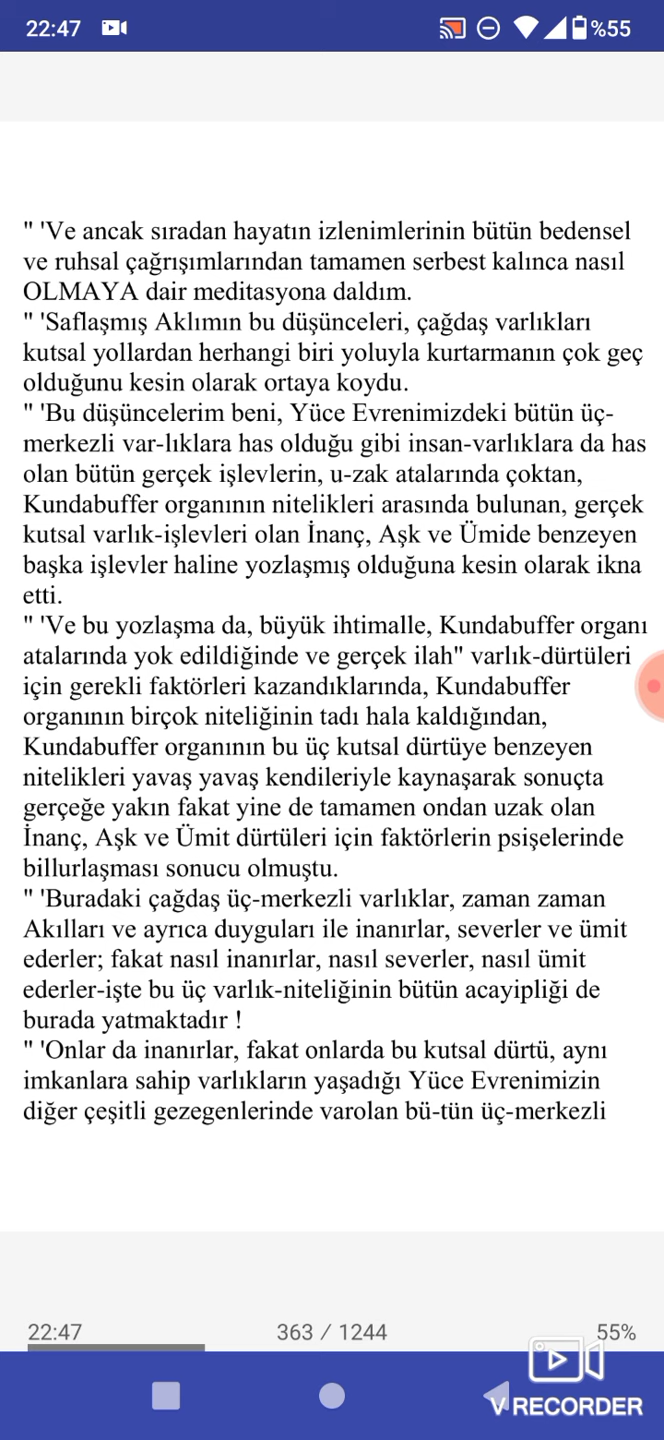 22:47
%55
" 'Ve ancak sıradan hayatın izlenimlerinin bütün bedensel
ve ruhsal çağrışımlarından tamamen serbest kalınca nasıl
OLMAYA dair meditasyona daldım.
" 'Saflaşmış Aklımın bu düşünceleri, çağdaş varlıkları
kutsal yollardan herhangi biri yoluyla kurtarmanın çok geç
olduğunu kesin olarak ortaya koydu.
" 'Bu düşüncelerim beni, Yüce Evrenimizdeki bütün üç-
merkezli var-lıklara has olduğu gibi insan-varlıklara da has
olan bütün gerçek işlevlerin, u-zak atalarında çoktan,
Kundabuffer organının nitelikleri arasında bulunan, gerçek
kutsal varlık-işlevleri olan İnanç, Aşk ve Ümide benzeyen
başka işlevler haline yozlaşmış olduğuna kesin olarak ikna
etti.
" 'Ve bu yozlaşma da, büyük ihtimalle, Kundabuffer organı
atalarında yok edildiğinde ve gerçek ilah" varlık-dürtüleri
için gerekli faktörleri kazandıklarında, Kundabuffer
organının birçok niteliğinin tadı hala kaldığından,
Kundabuffer organının bu üç kutsal dürtüye benzeyen
nitelikleri yavaş yavaş kendileriyle kaynaşarak sonuçta
gerçeğe yakın fakat yine de tamamen ondan uzak olan
İnanç, Aşk ve Ümit dürtüleri için faktörlerin psişelerinde
billurlaşması sonucu olmuştu.
" 'Buradaki çağdaş üç-merkezli varlıklar, zaman zaman
Akılları ve ayrıca duyguları ile inanırlar, severler ve ümit
ederler; fakat nasıl inanırlar, nasıl severler, nasıl ümit
ederler-işte bu üç varlık-niteliğinin bütün acayipliği de
burada yatmaktadır !
" 'Onlar da inanırlar, fakat onlarda bu kutsal dürtü, aynı
imkanlara sahip varlıkların yaşadığı Yüce Evrenimizin
diğer çeşitli gezegenlerinde varolan bü-tün üç-merkezli
22:47
363 / 1244
55%
V RECORDER